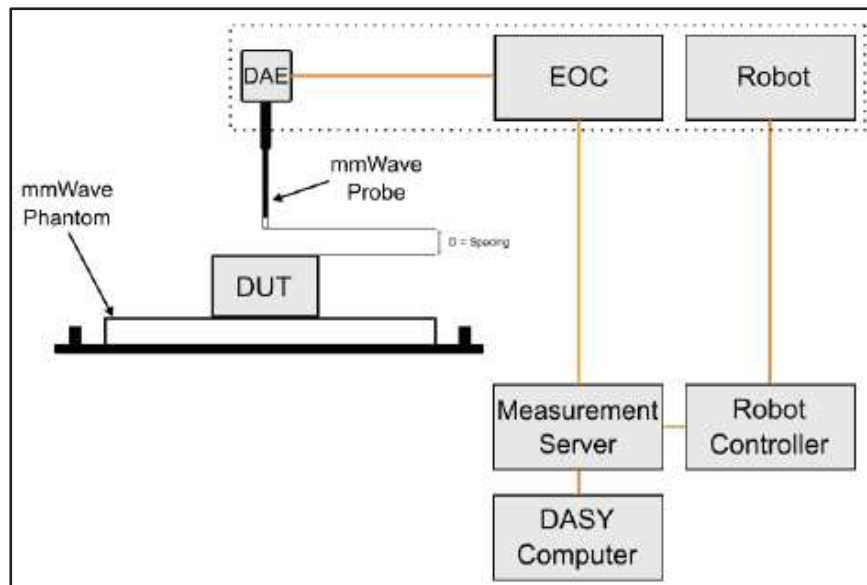 DAE
EOC
Robot
mmWave
Probe
mmWave
Phantom
D = Spacing
DUT
Measurement
Server
Robot
Controller
DASY
Computer